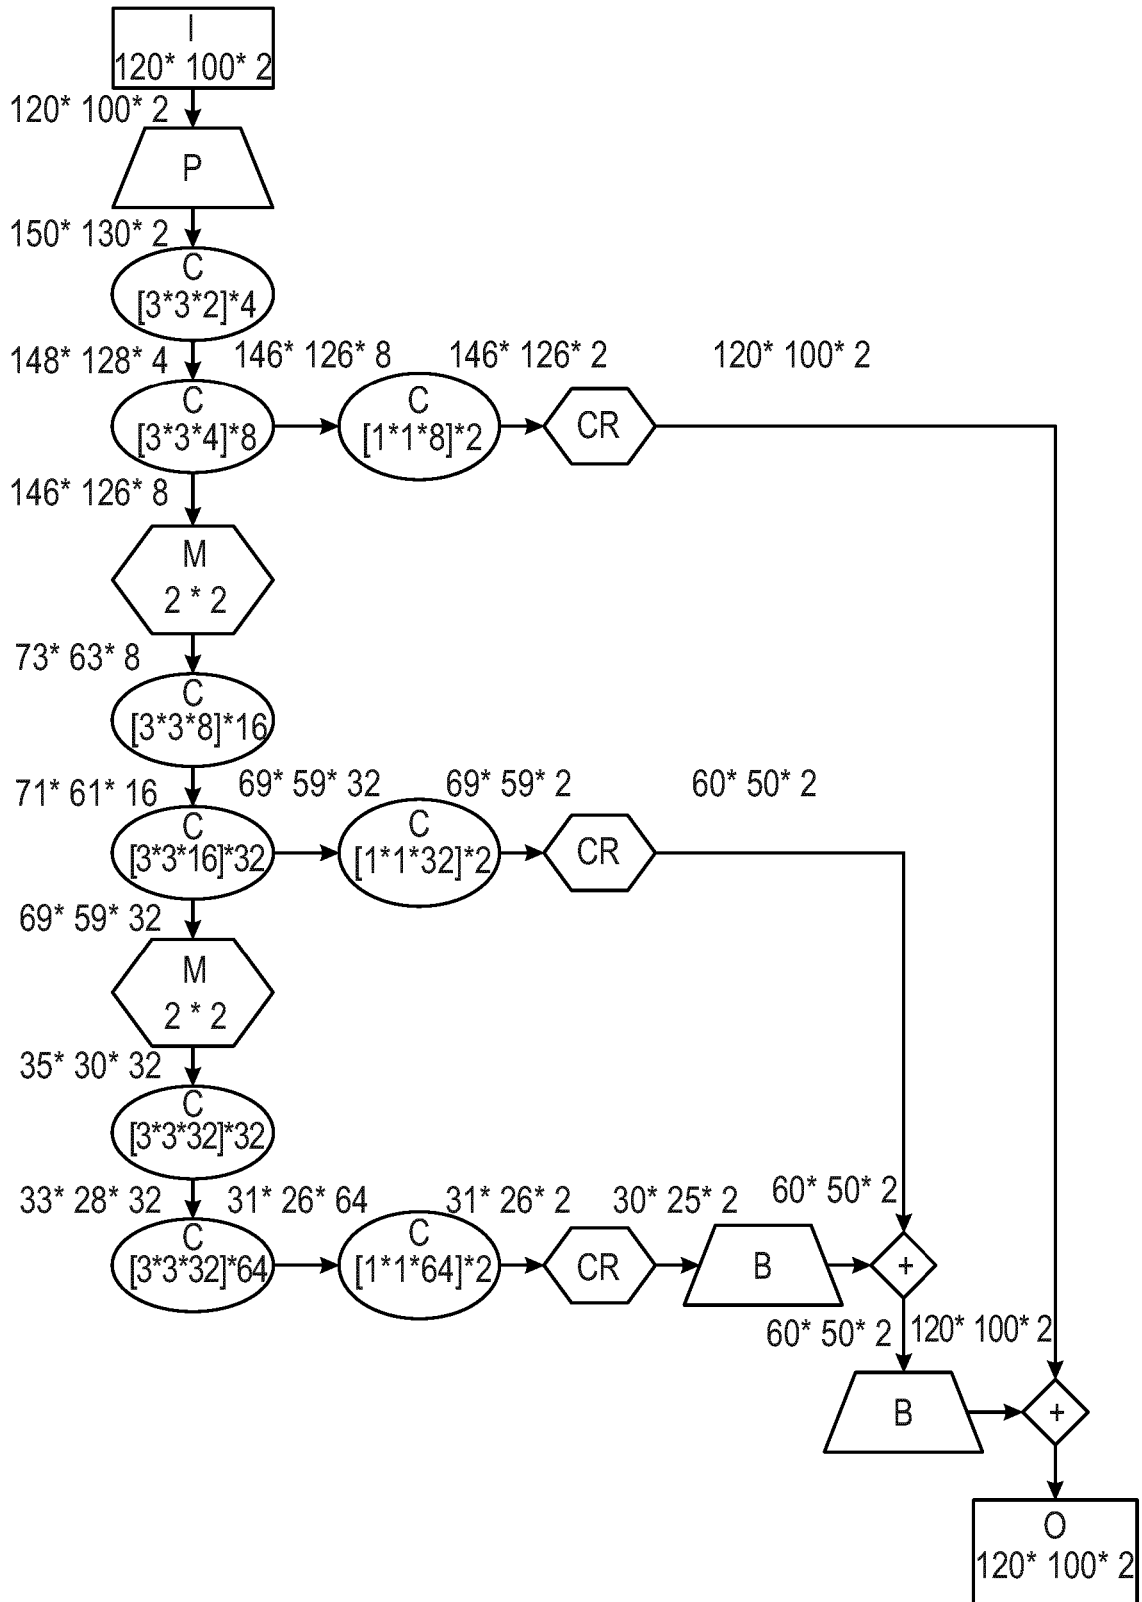 I
120* 100* 2
120* 100* 2
P
150* 130* 2
C
[3*3*2]*4
148* 128* 4
146* 126* 8
146* 126* 2
120* 100* 2
C
[3*3*4]*8
C
[1*1*8]*2
CR
146* 126* 8
M
2 * 2
73* 63* 8
C
[3*3*8]*16
71* 61* 16
69* 59* 32
69* 59* 2
60* 50* 2
C
[3*3*16]*32
C
[1*1*32]*2
CR
69* 59* 32
M
2 * 2
35* 30* 32
C
[3*3*32]*32
33* 28* 32
31* 26* 64
31* 26* 2
30* 25* 2
60* 50* 2
C
[3*3*32]*64
C
[1*1*64]*2
CR
B
+
60* 50* 2
120* 100* 2
B
+
O
120* 100* 2